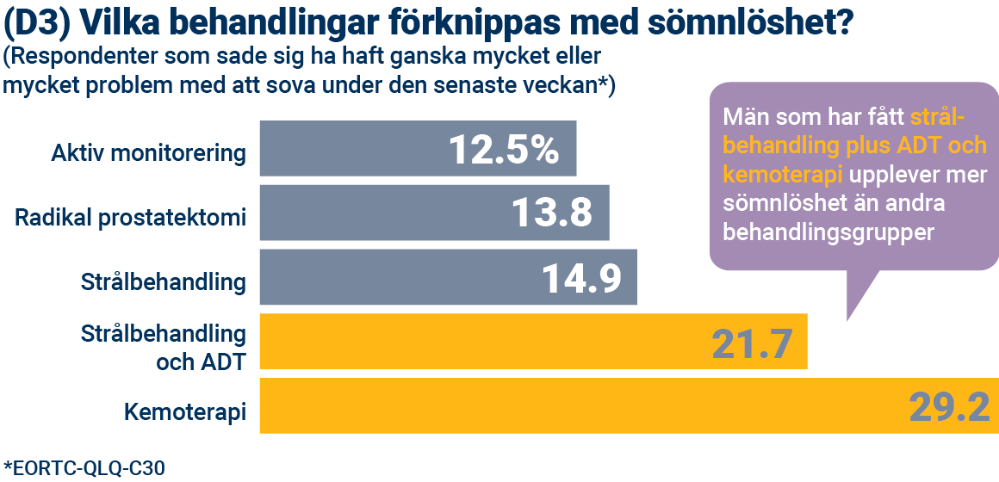 (D3) Vilka behandlingar förknippas med sömnlöshet?
(Respondenter som sade sig ha haft ganska mycket eller
mycket problem med att sova under den senaste veckan*)
Män som har fått strål-
behandling plus ADT och
kemoterapi upplever mer
sömnlöshet än andra
behandlingsgrupper
Aktiv monitorering 12.5%
Radikal prostatektomi 13.8
Strålbehandling 14.9
Strålbehandling
och ADT 21.7
Kemoterapi 29.2
*EORTC-QLQ-C30